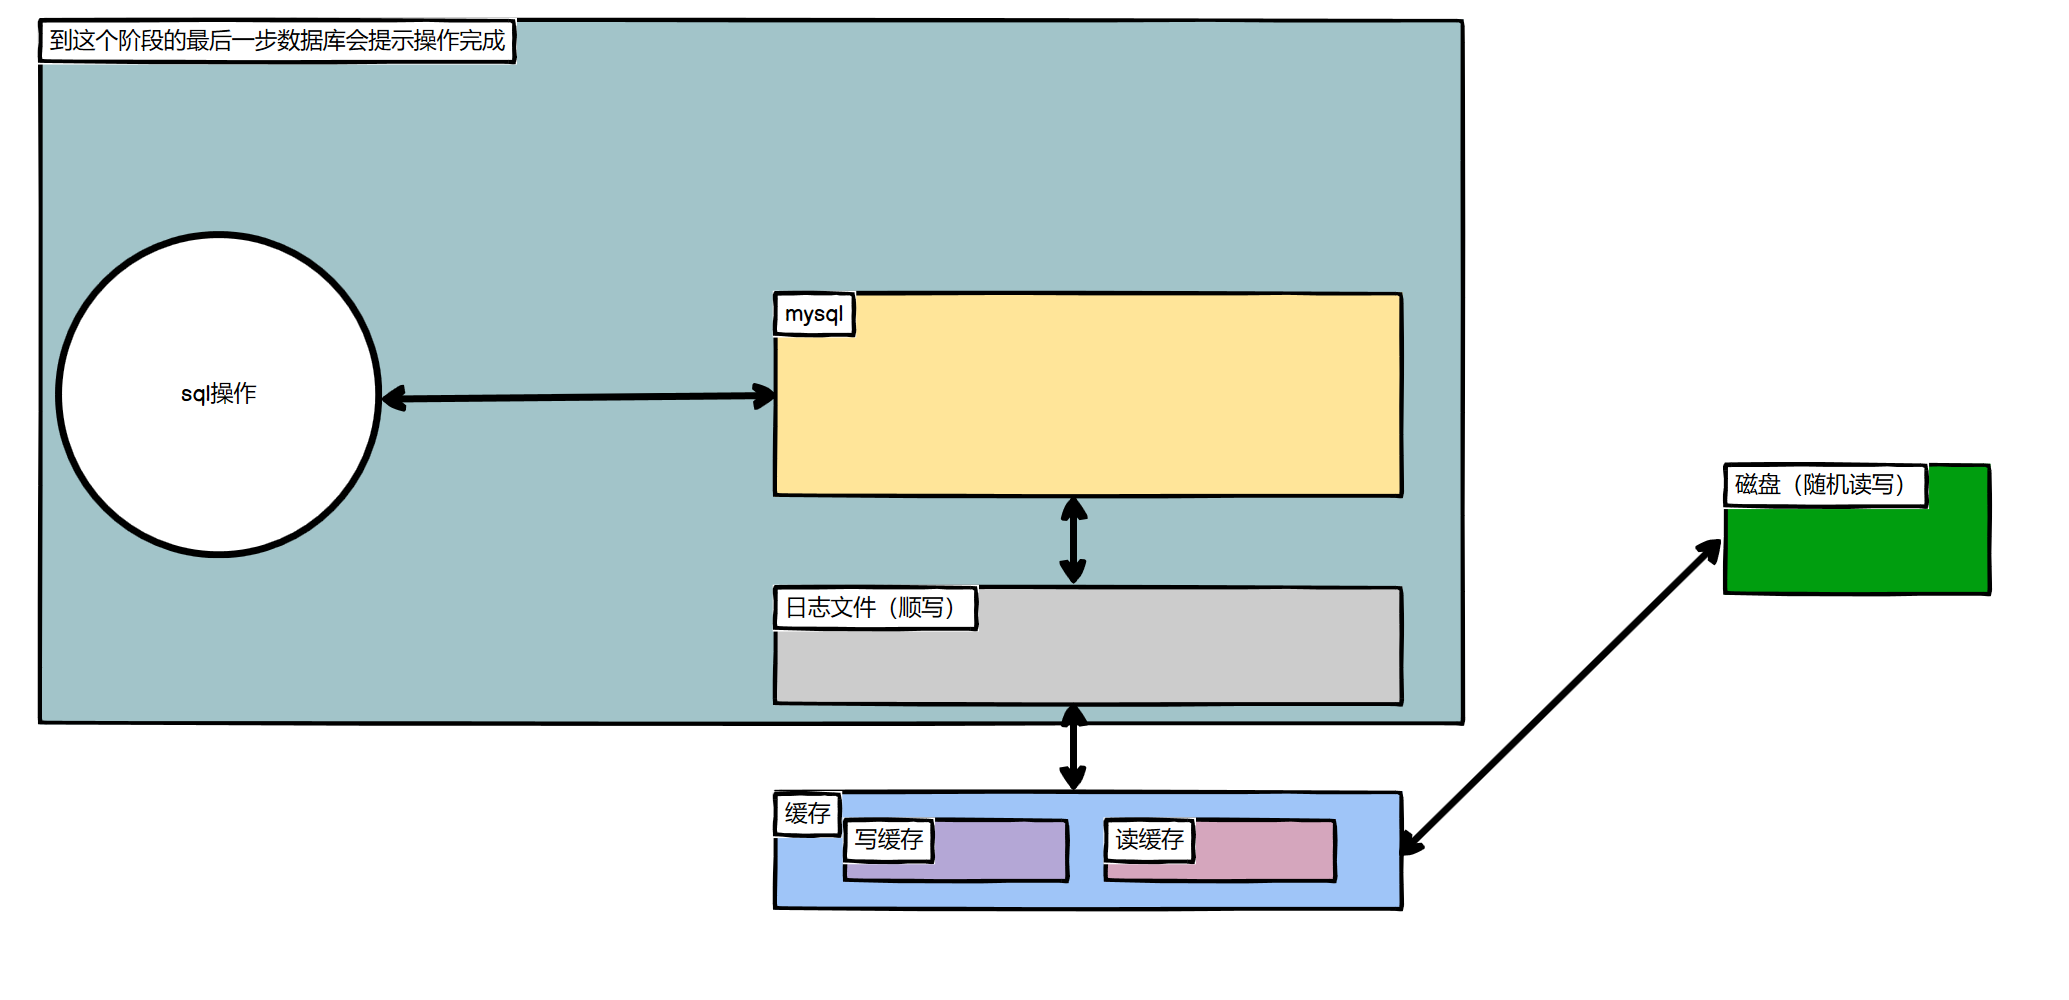 到这个阶段的最后一步数据库会提示操作完成
mysql
sql操作
磁盘（随机读写）
日志文件（顺写）
缓存
写缓存
读缓存